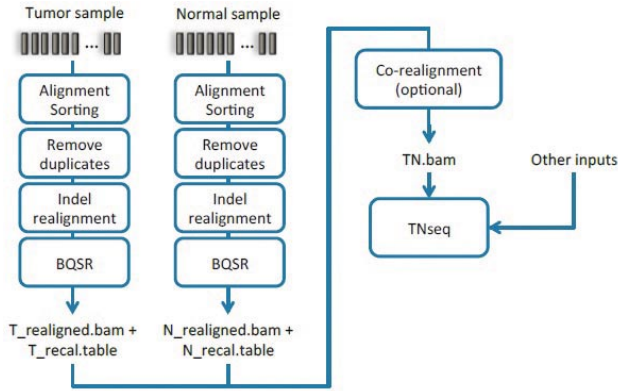 Tumor sample
...
Alignment
Sorting
Remove
duplicates
Indel
realignment
BQSR
T_realigned.bam +
T_recal.table
Normal sample
...
Alignment
Sorting
Remove
duplicates
Indel
realignment
BQSR
N_realigned.bam +
N_recal.table
Co-realignment
(optional)
TN.bam
Other inputs
TNseq